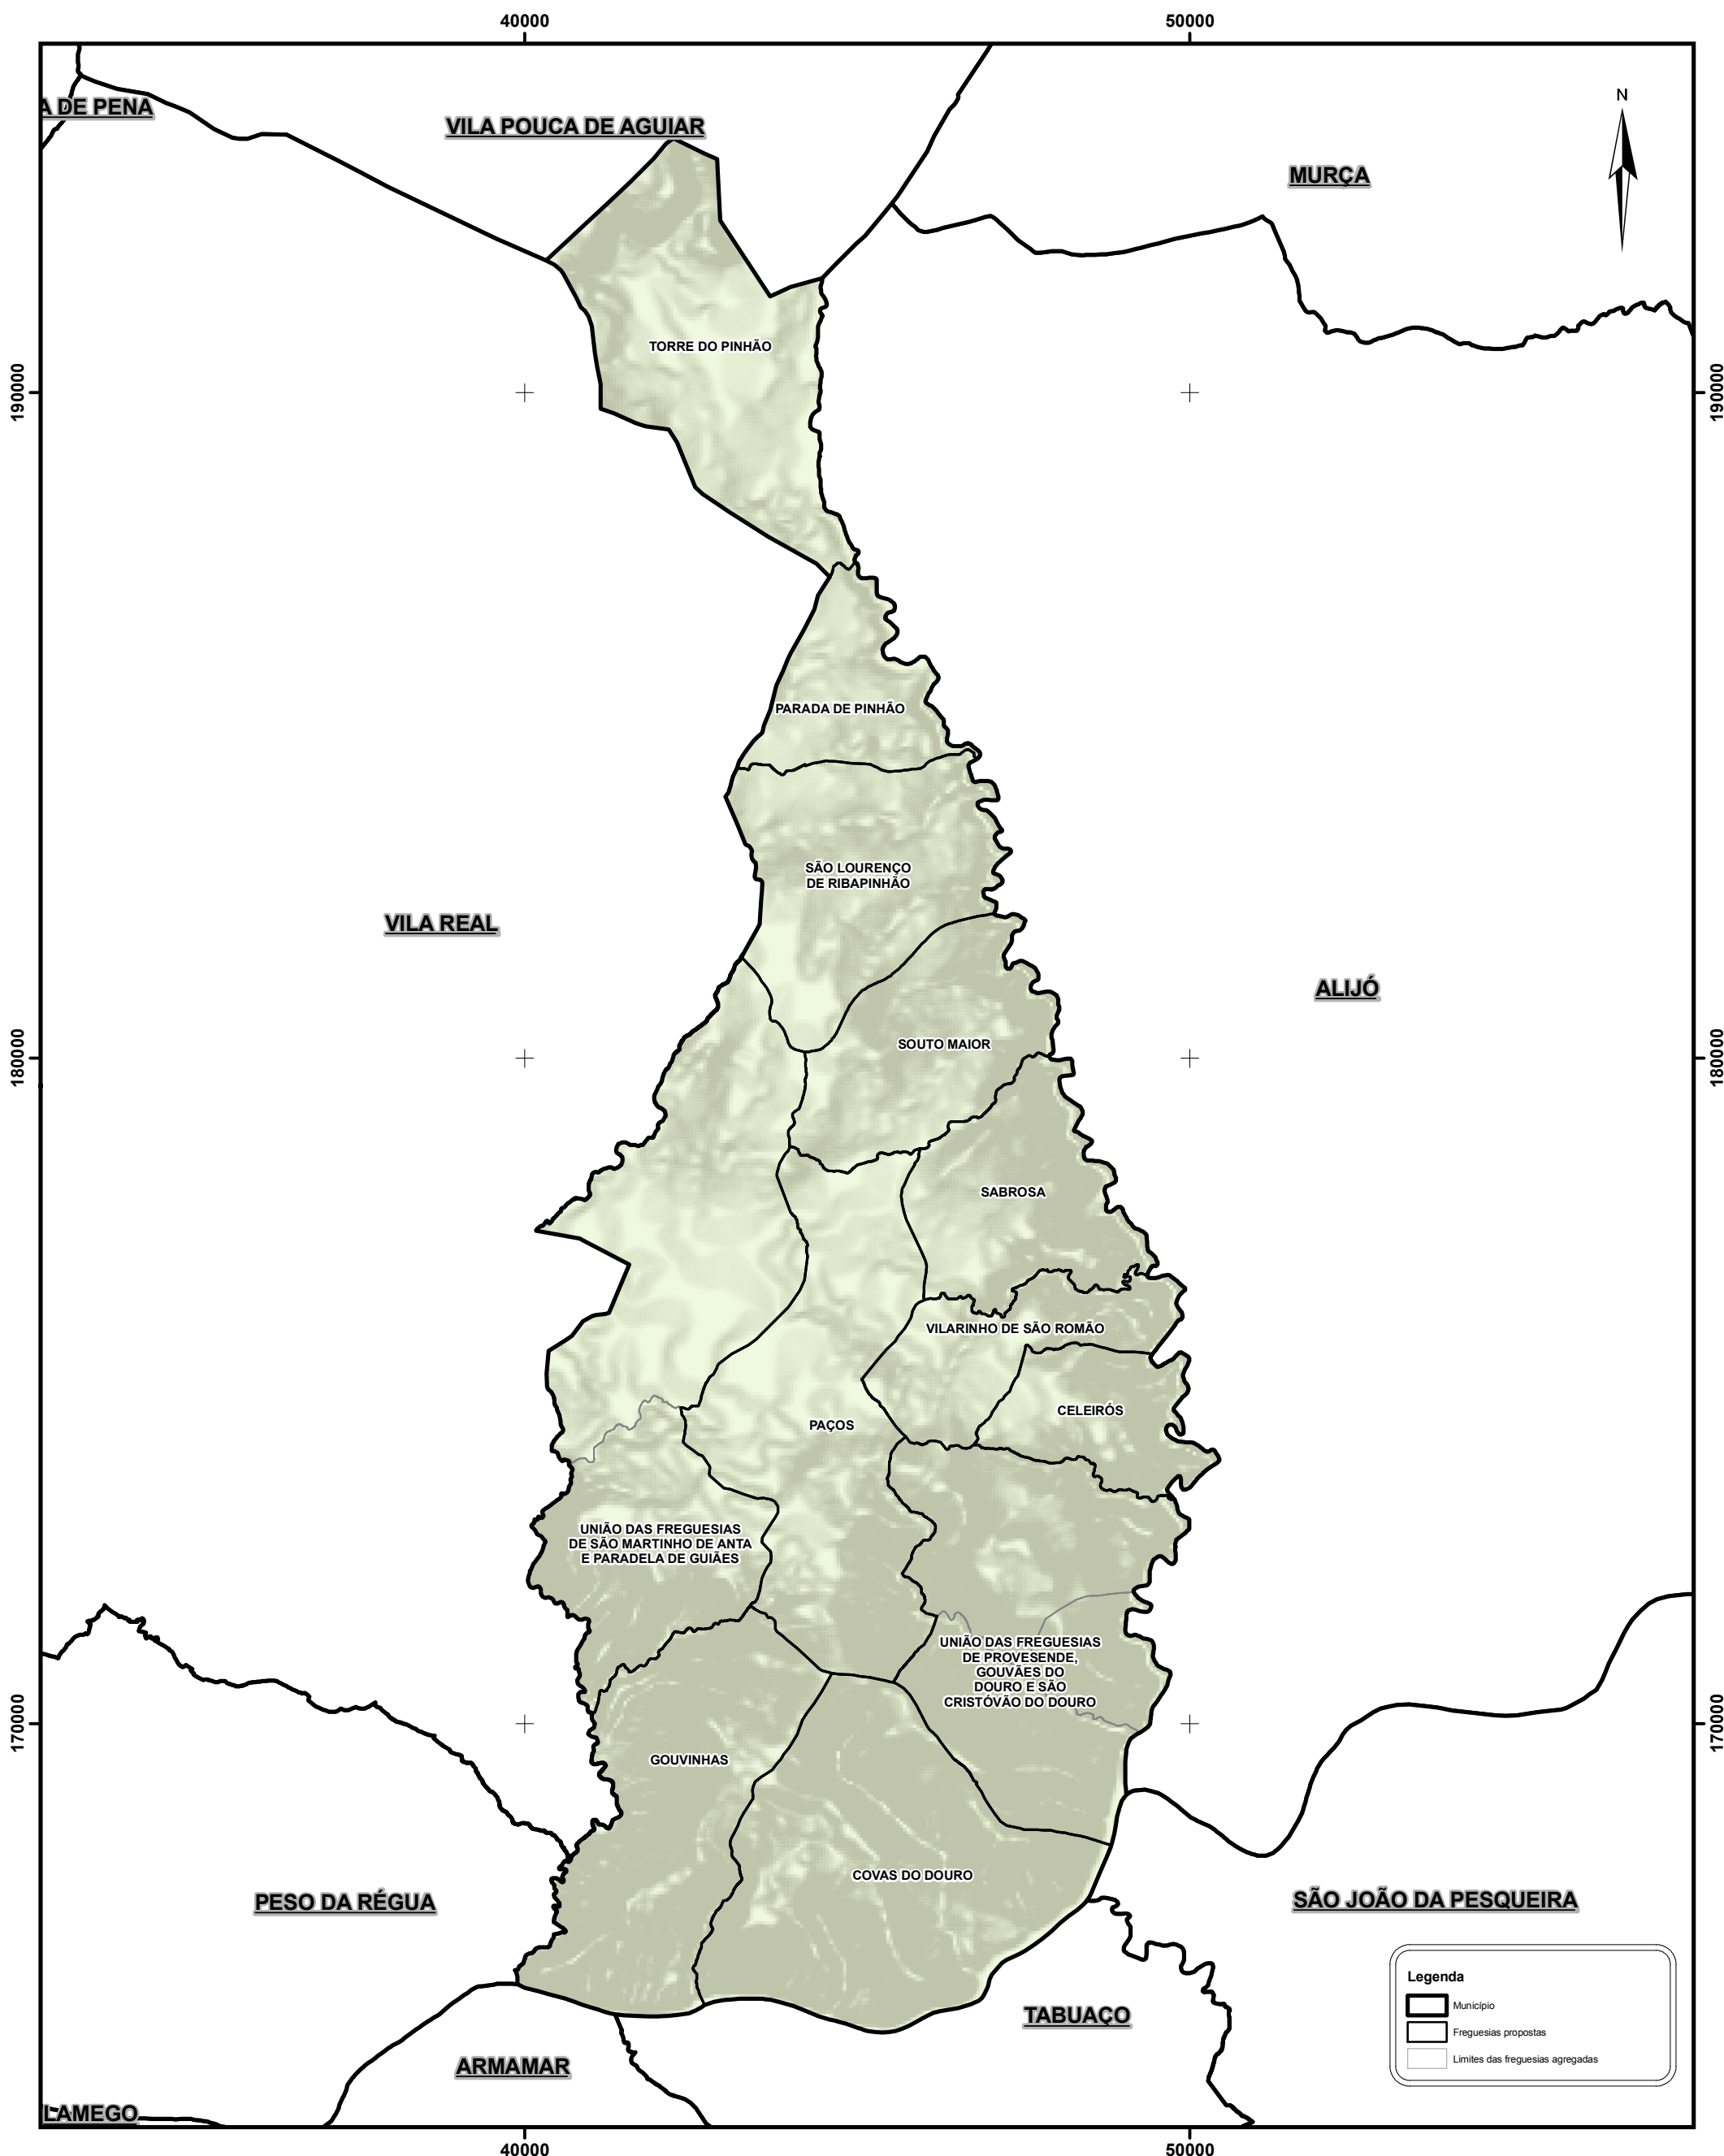 40000
50000
A DE PENA
VILA POUCA DE AGUIAR
MURÇA
N
TORRE DO PINHÃO
190000
190000
PARADA DE PINHÃO
SÃO LOURENÇO
DE RIBAPINHÃO
VILA REAL
ALIJÓ
SOUTO MAIOR
180000
180000
SABROSA
VILARINHO DE SÃO ROMÃO
CELEIRÓS
PAÇOS
UNIÃO DAS FREGUESIAS
DE SÃO MARTINHO DE ANTA
E PARADELA DE GUIÃES
UNIÃO DAS FREGUESIAS
DE PROVESENDE,
GOUVÃES DO
DOURO E SÃO
CRISTÓVÃO DO DOURO
170000
170000
GOUVINHAS
COVAS DO DOURO
PESO DA RÉGUA
SÃO JOÃO DA PESQUEIRA
Legenda
Município
Freguesias propostas
Limites das freguesias agregadas
TABUAÇO
ARMAMAR
LAMEGO
40000
50000